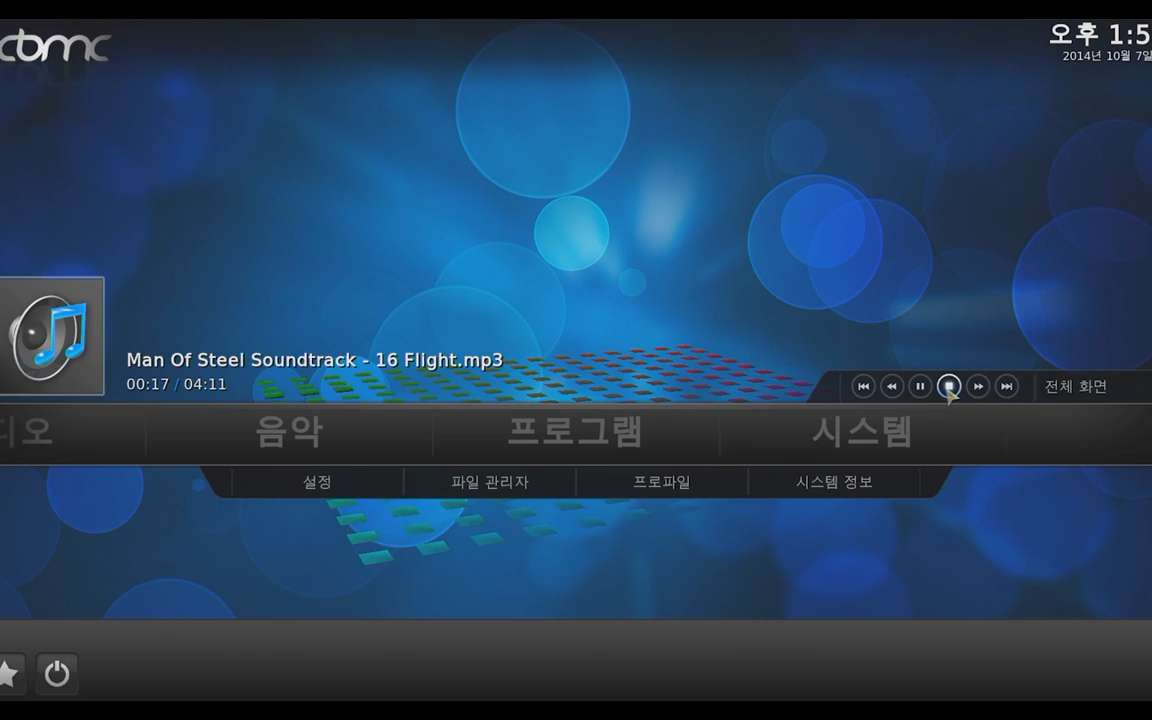 xbmc
오후 1:5
2014년 10월 7일
Man Of Steel Soundtrack - 16 Flight.mp3
00:17 / 04:11
전체 화면
디오
음악
프로그램
시스템
설정
파일 관리자
프로파일
시스템 정보